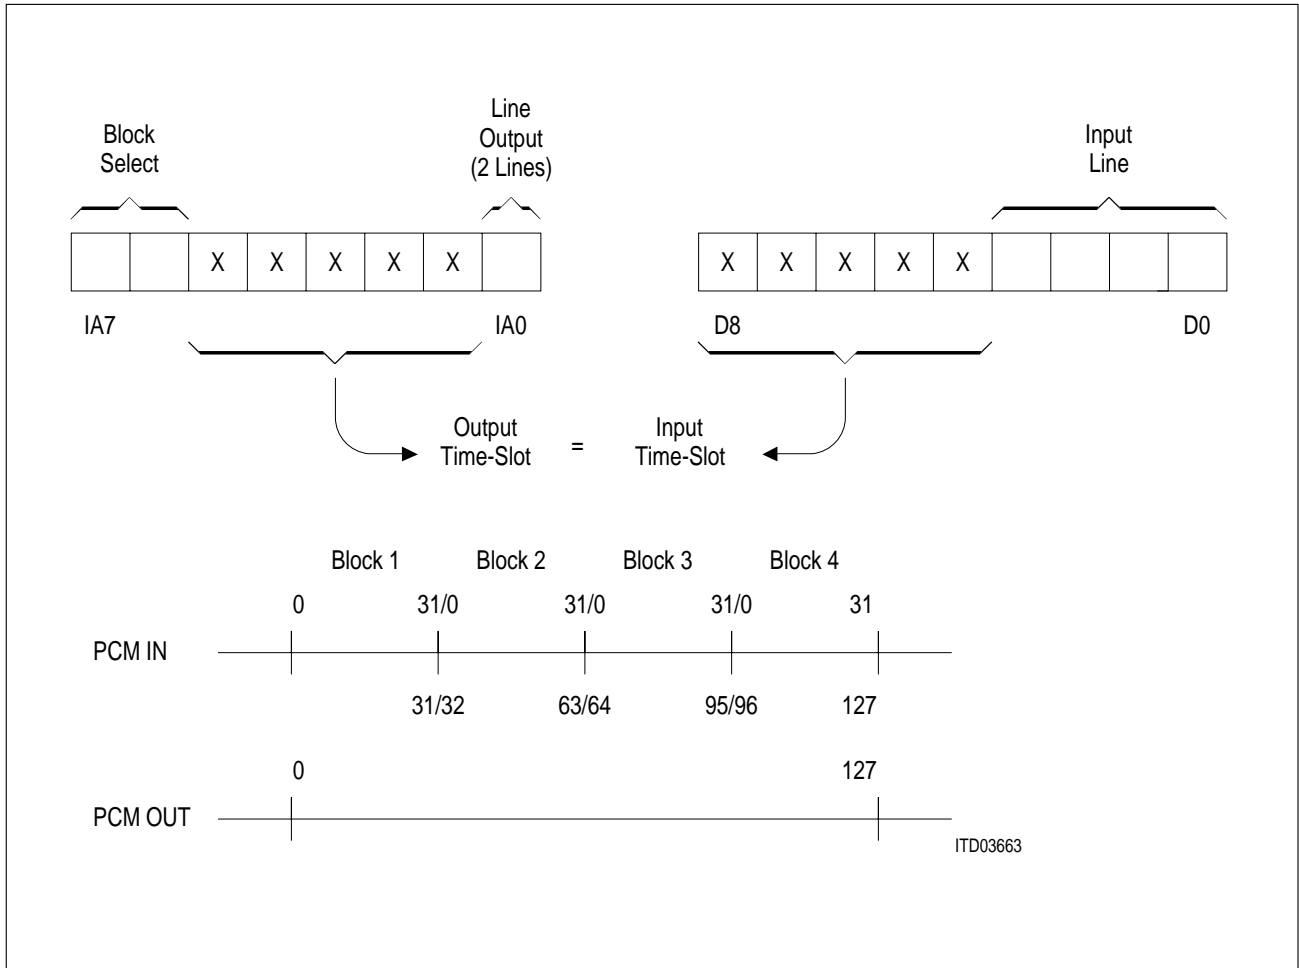 Block
Select
Line
Output
(2 Lines)
Input
Line
X X X X X
X X X X X
IA7 IA0 D8 D0
Output
Time-Slot
=
Input
Time-Slot
Block 1 Block 2 Block 3 Block 4
0 31/0 31/0 31/0 31
PCM IN
31/32 63/64 95/96 127
0 127
PCM OUT
ITD03663